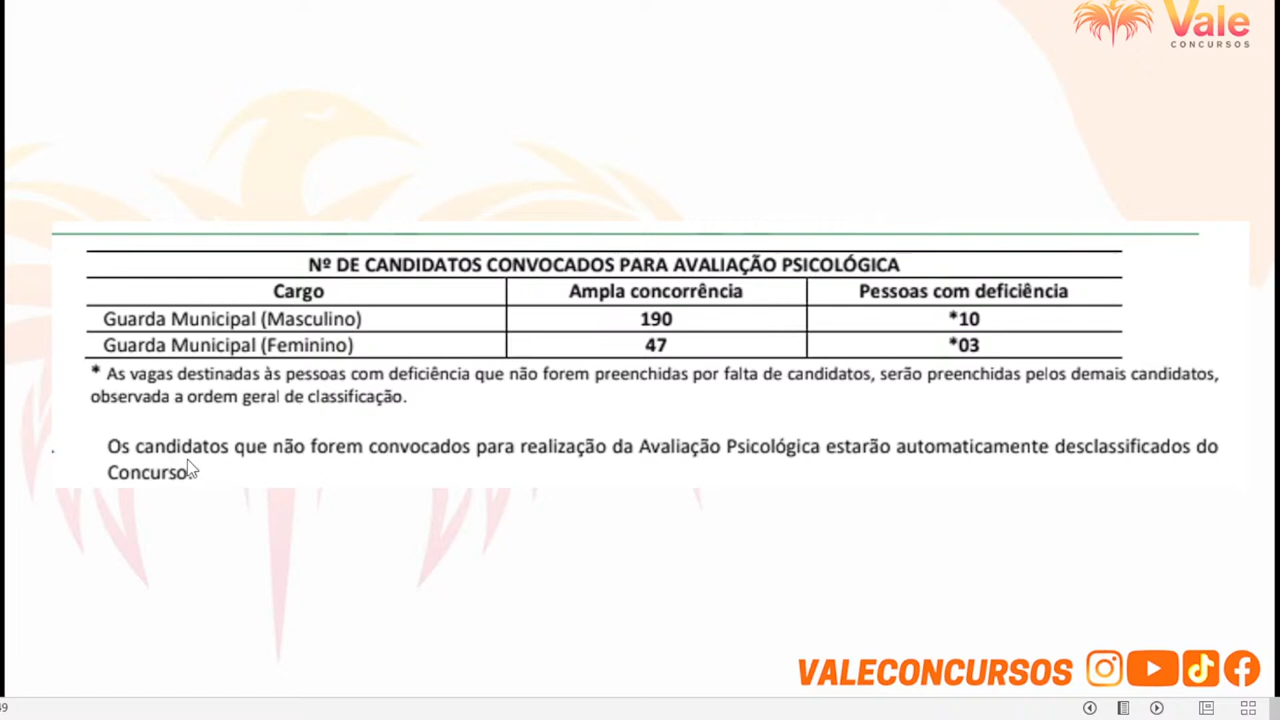 Vale
CONCURSOS
Nº DE CANDIDATOS CONVOCADOS PARA AVALIAÇÃO PSICOLÓGICA
Cargo Ampla concorrência Pessoas com deficiência
Guarda Municipal (Masculino) 190 *10
Guarda Municipal (Feminino) 47 *03
* As vagas destinadas às pessoas com deficiência que não forem preenchidas por falta de candidatos, serão preenchidas pelos demais candidatos,
observada a ordem geral de classificação.
Os candidatos que não forem convocados para realização da Avaliação Psicológica estarão automaticamente desclassificados do
Concurso.
VALECONCURSOS